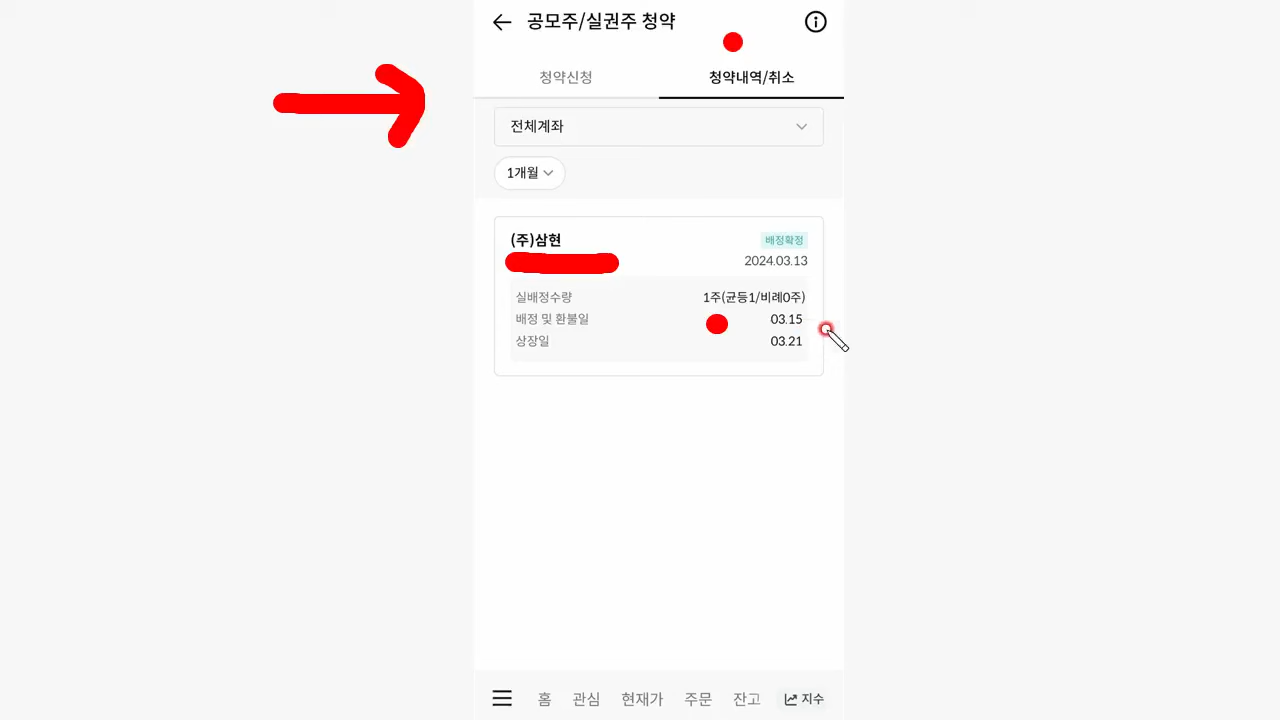 공모주/실권주 청약
청약신청 청약내역/취소
전체계좌
1개월
(주)삼현 배정확정
2024.03.13
실배정수량 1주(균등1/비례0주)
배정 및 환불일 03.15
상장일 03.21
홈 관심 현재가 주문 잔고 지수